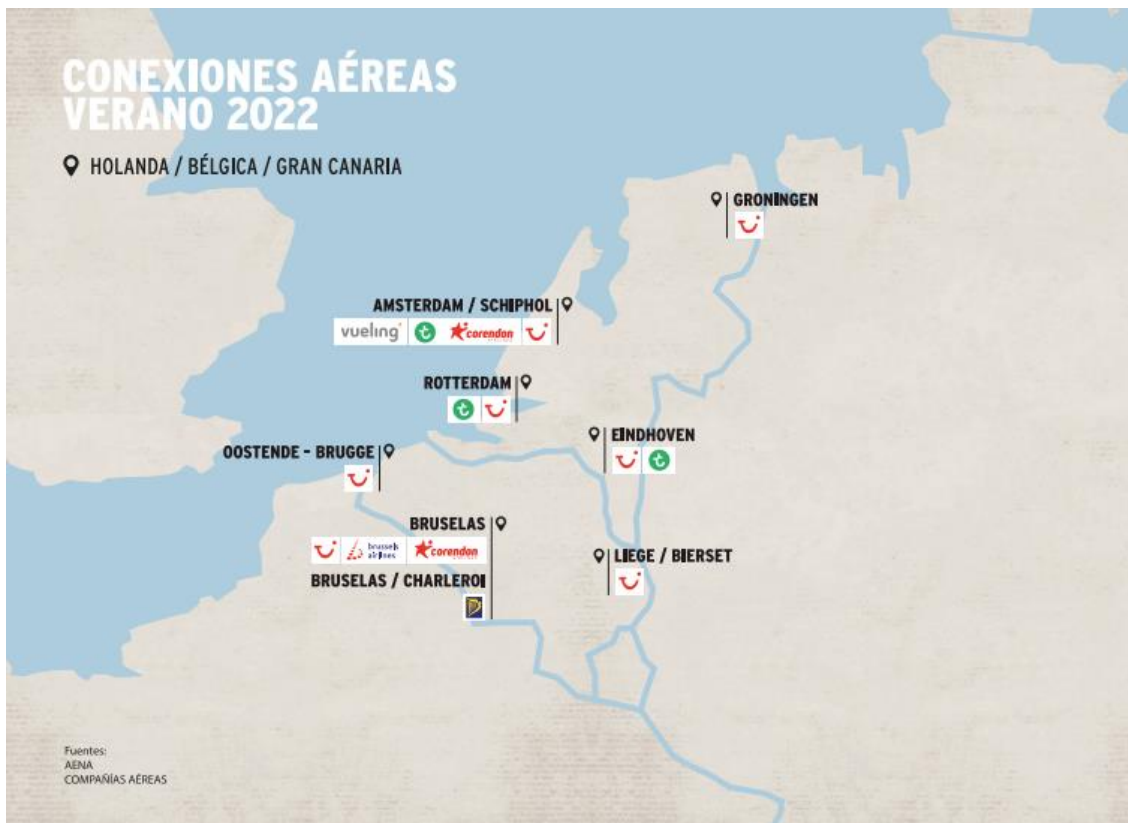 CONEXIONES AÉREAS
VERANO 2022
HOLANDA / BÉLGICA / GRAN CANARIA
GRONINGEN
AMSTERDAM / SCHIPHOL
vueling corendon
ROTTERDAM
EINDHOVEN
OOSTENDE - BRUGGE
BRUSELAS
brussels
airlines corendon
LIEGE / BIERSET
BRUSELAS / CHARLEROI
Fuentes:
AENA
COMPAÑÍAS AÉREAS